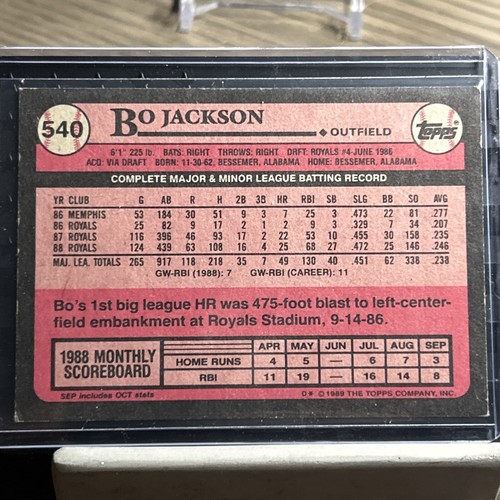 540
BO JACKSON
OUTFIELD
Topps
6'1" 225 lb. BATS: RIGHT THROWS: RIGHT DRFT: ROYALS #4-JUNE 1986
ACQ: VIA DRAFT BORN: 11-30-62, BESSEMER, ALABAMA HOME: BESSEMER, ALABAMA
COMPLETE MAJOR & MINOR LEAGUE BATTING RECORD
YR CLUB G AB R H 2B 3B HR RBI SB SLG BB SO AVG
86 MEMPHIS 53 184 30 51 9 3 7 25 3 .473 22 81 .277
86 ROYALS 25 82 9 17 2 1 2 9 3 .329 7 34 .207
87 ROYALS 116 396 46 93 17 2 22 53 10 .455 30 158 .235
88 ROYALS 124 439 63 108 16 4 25 68 27 .472 25 146 .246
MAJ. LEA. TOTALS 265 917 118 218 35 7 49 130 40 .451 62 338 .238
GW-RBI (1988): 7 GW-RBI (CAREER): 11
Bo's 1st big league HR was 475-foot blast to left-center-
field embankment at Royals Stadium, 9-14-86.
1988 MONTHLY
SCOREBOARD
APR MAY JUN JUL AUG SEP
HOME RUNS 4 5 — 6 7 3
RBI 11 19 — 16 14 8
SEP includes OCT stats
D* © 1989 THE TOPPS COMPANY, INC.